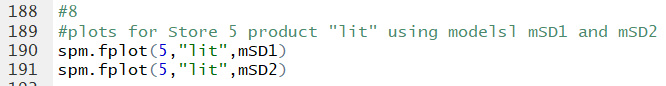 188 #8
189 #plots for Store 5 product "lit" using modelsl mSD1 and mSD2
190 spm.fplot(5,"lit",mSD1)
191 spm.fplot(5,"lit",mSD2)